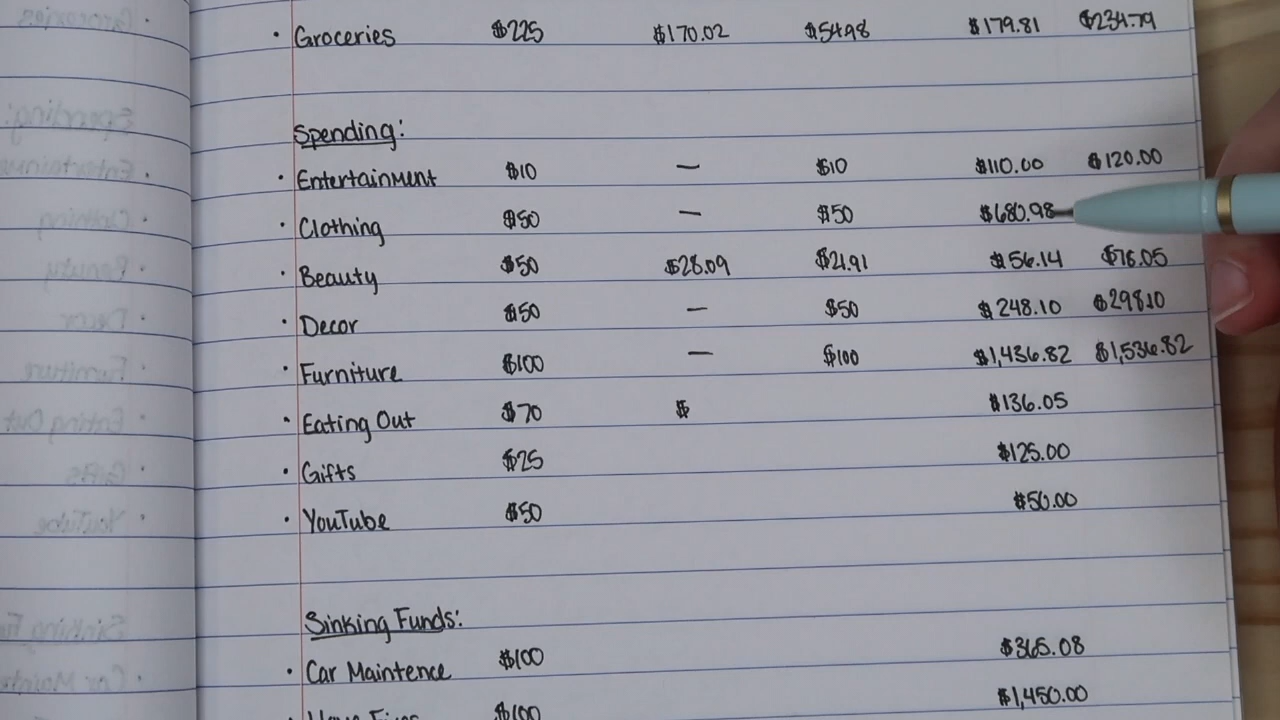 • Groceries $225 $170.02 $54.98 $179.81 $234.79
Spending:
• Entertainment $10 — $10 $110.00 $120.00
• Clothing $50 — $50 $680.98
• Beauty $50 $28.09 $21.91 $56.14 $76.05
• Decor $50 — $50 $248.10 $298.10
• Furniture $100 — $100 $1,436.82 $1,536.82
• Eating Out $70 $ $136.05
• Gifts $25 $125.00
• YouTube $50 $50.00
Sinking Funds:
• Car Maintence $100 $365.08
• $100 $1,450.00